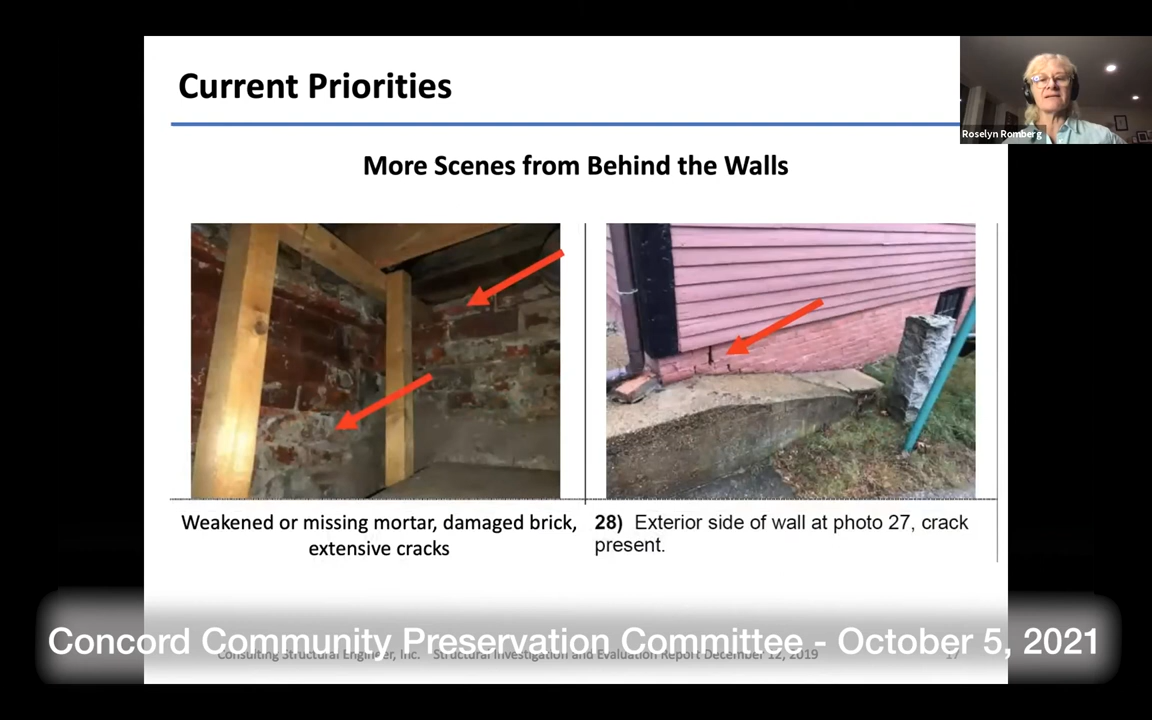 Current Priorities
Roselyn Romberg
More Scenes from Behind the Walls
Weakened or missing mortar, damaged brick,
extensive cracks
28) Exterior side of wall at photo 27, crack
present.
Concord Community Preservation Committee - October 5, 2021
Consulting Structural Engineer, Inc. Structural Investigation and Evaluation Report December 12, 2019 17